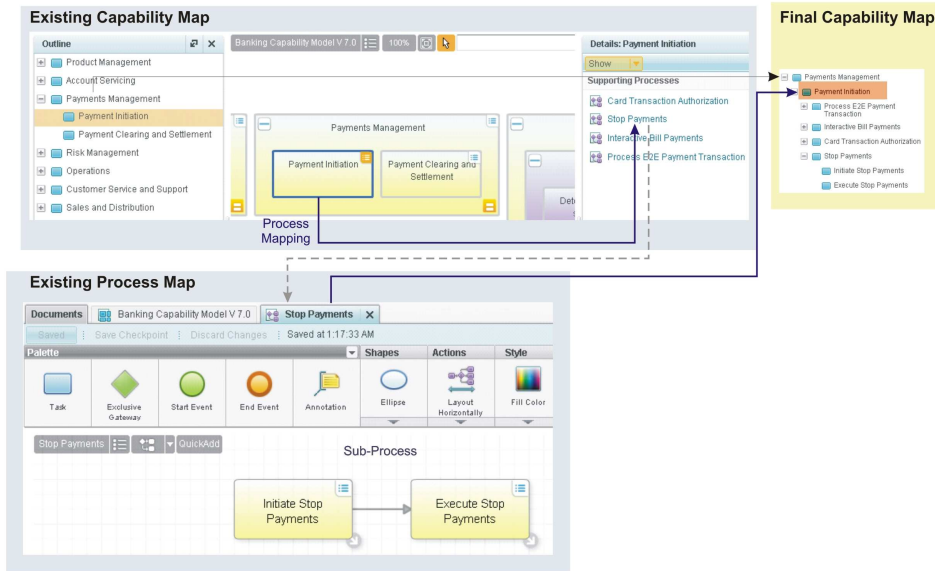 Existing Capability Map
Final Capability Map
Outline
Product Management
Account Servicing
Payments Management
Payment Initiation
Payment Clearing and Settlement
Risk Management
Operations
Customer Service and Support
Sales and Distribution
Banking Capability Model V 7.0
100%
Payments Management
Payment Initiation
Payment Clearing and
Settlement
Process
Mapping
Details: Payment Initiation
Show
Supporting Processes
Card Transaction Authorization
Stop Payments
Interactive Bill Payments
Process E2E Payment Transaction
Payments Management
Payment Initiation
Process E2E Payment
Transaction
Interactive Bill Payments
Card Transaction Authorization
Stop Payments
Initiate Stop Payments
Execute Stop Payments
Existing Process Map
Documents
Banking Capability Model V 7.0
Stop Payments
Saved
Save Checkpoint
Discard Changes
Saved at 1:17:33 AM
Palette
Shapes
Actions
Style
Task
Exclusive
Gateway
Start Event
End Event
Annotation
Ellipse
Layout
Horizontally
Fill Color
Stop Payments
QuickAdd
Sub-Process
Initiate Stop
Payments
Execute Stop
Payments